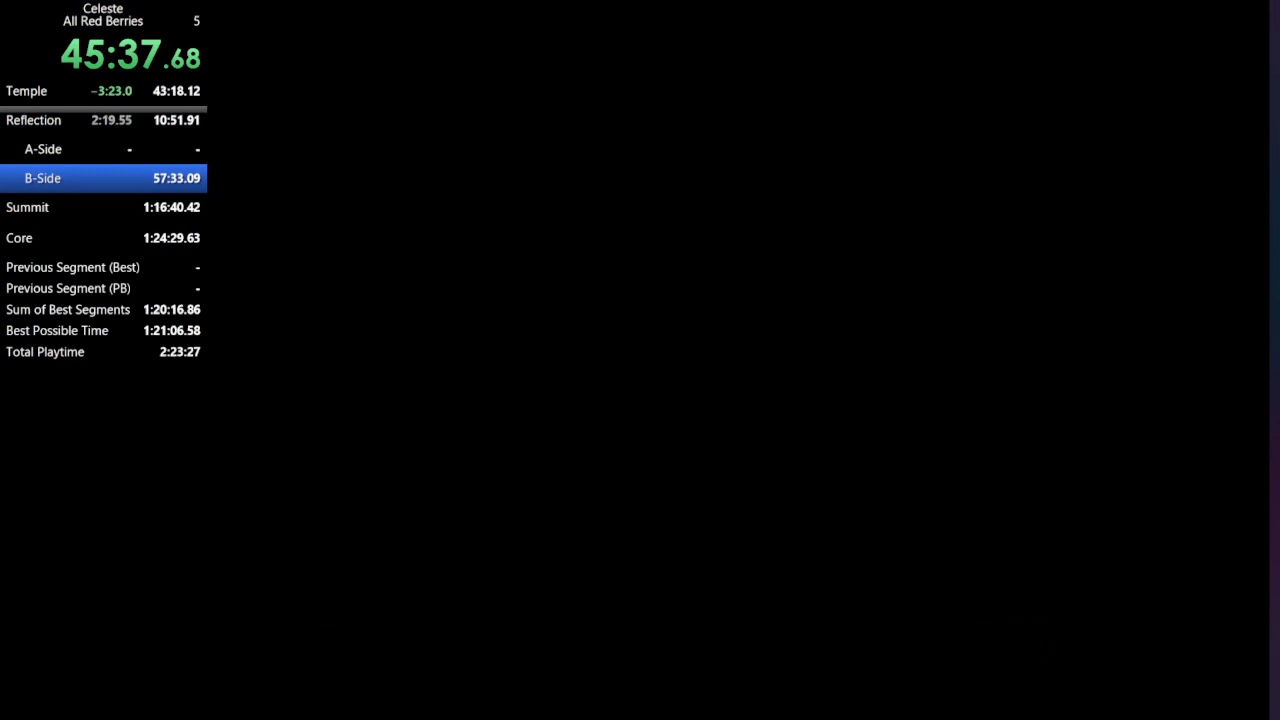 Celeste
All Red Berries 5
45:37.68
Temple -3:23.0 43:18.12
Reflection 2:19.55 10:51.91
A-Side - -
B-Side 57:33.09
Summit 1:16:40.42
Core 1:24:29.63
Previous Segment (Best) -
Previous Segment (PB) -
Sum of Best Segments 1:20:16.86
Best Possible Time 1:21:06.58
Total Playtime 2:23:27